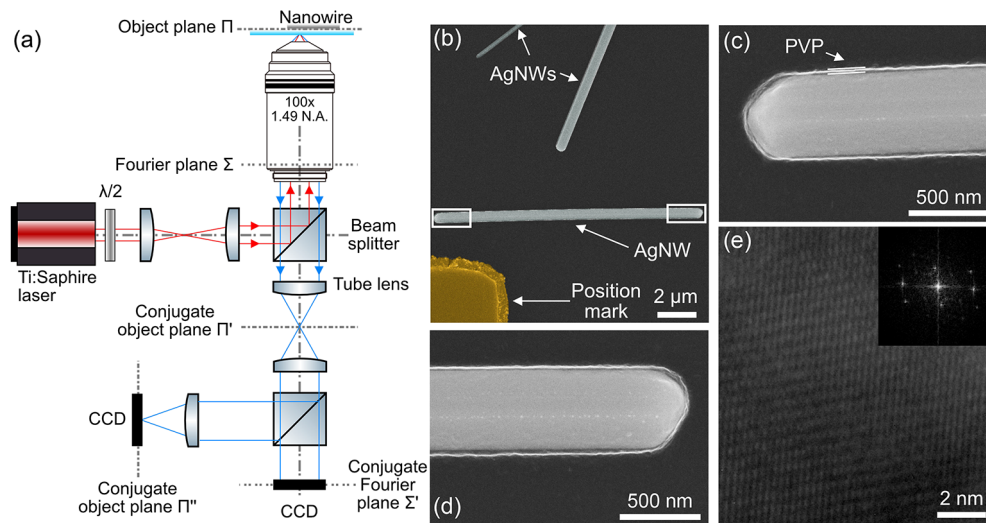 (a)
Nanowire
Object plane Π
100x
1.49 N.A.
Fourier plane Σ
λ/2
Beam
splitter
Ti:Saphire
laser
Tube lens
Conjugate
object plane Π'
CCD
Conjugate
object plane Π"
Conjugate
Fourier
plane Σ'
CCD
(b)
AgNWs
AgNW
Position
mark
2 μm
(c)
PVP
500 nm
(d)
500 nm
(e)
2 nm